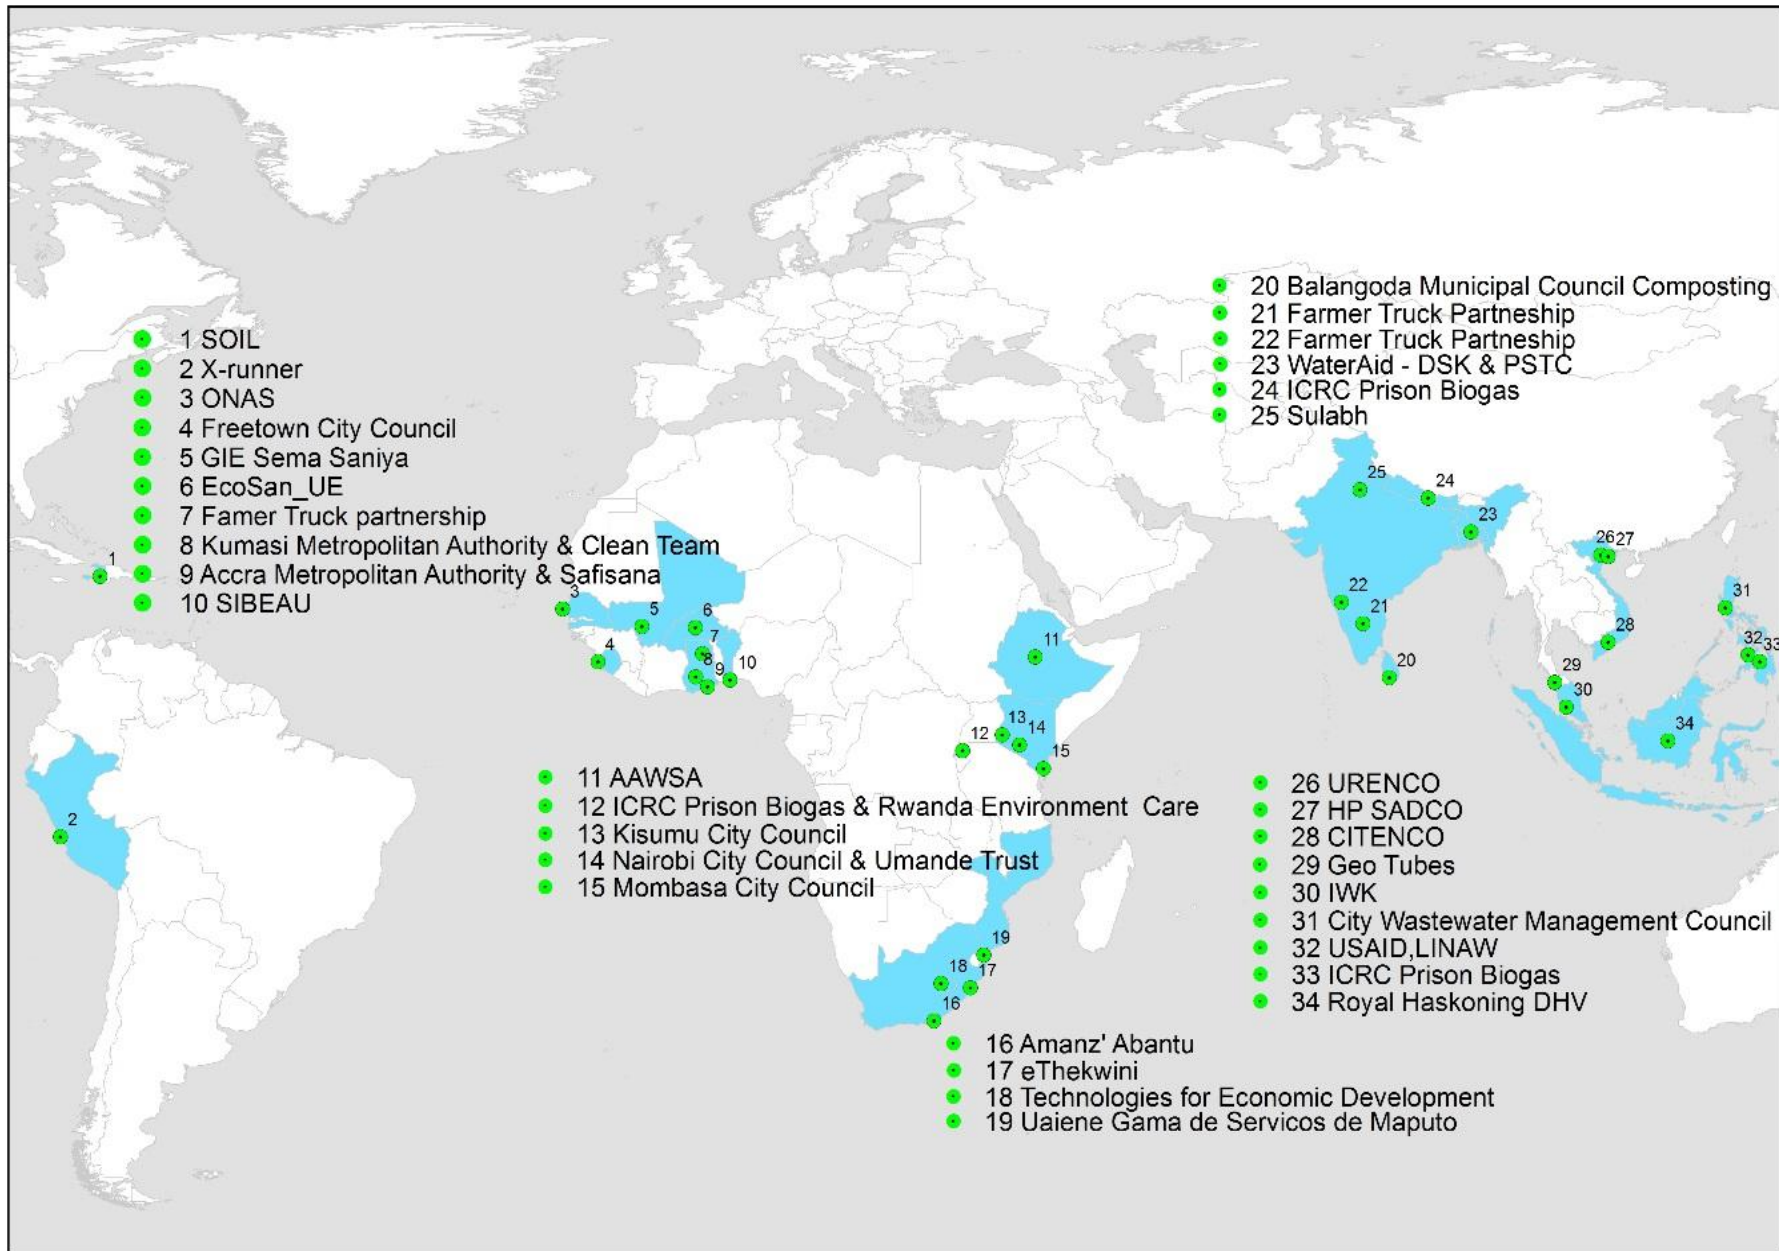 1 SOIL
2 X-runner
3 ONAS
4 Freetown City Council
5 GIE Sema Saniya
6 EcoSan_UE
7 Famer Truck partnership
8 Kumasi Metropolitan Authority & Clean Team
9 Accra Metropolitan Authority & Safisana
10 SIBEAU
20 Balangoda Municipal Council Composting
21 Farmer Truck Partneship
22 Farmer Truck Partneship
23 WaterAid - DSK & PSTC
24 ICRC Prison Biogas
25 Sulabh
11 AAWSA
12 ICRC Prison Biogas & Rwanda Environment Care
13 Kisumu City Council
14 Nairobi City Council & Umande Trust
15 Mombasa City Council
26 URENCO
27 HP SADCO
28 CITENCO
29 Geo Tubes
30 IWK
31 City Wastewater Management Council
32 USAID,LINAW
33 ICRC Prison Biogas
34 Royal Haskoning DHV
16 Amanz' Abantu
17 eThekwini
18 Technologies for Economic Development
19 Uaiene Gama de Servicos de Maputo
1
2
3
4
5
6
7
8
9
10
11
12
13
14
15
16
17
18
19
20
21
22
23
24
25
26
27
28
29
30
31
32
33
34